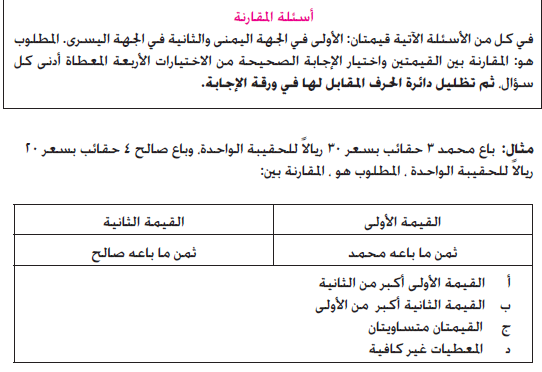 أسئلة المقارنة
في كل من الأسئلة الآتية قيمتان: الأولى في الجهة اليمنى والثانية في الجهة اليسرى. المطلوب
هو: المقارنة بين القيمتين واختيار الإجابة الصحيحة من الاختيارات الأربعة المعطاة أدنى كل
سؤال، ثم تظليل دائرة الحرف المقابل لها في ورقة الإجابة.
مثال: باع محمد ٣ حقائب بسعر ٣٠ ريالاً للحقيبة الواحدة، وباع صالح ٤ حقائب بسعر ٢٠
ريالاً للحقيبة الواحدة . المطلوب هو . المقارنة بين:
القيمة الأولى القيمة الثانية
ثمن ما باعه محمد ثمن ما باعه صالح
أ القيمة الأولى أكبر من الثانية
ب القيمة الثانية أكبر من الأولى
ج القيمتان متساويتان
د المعطيات غير كافية